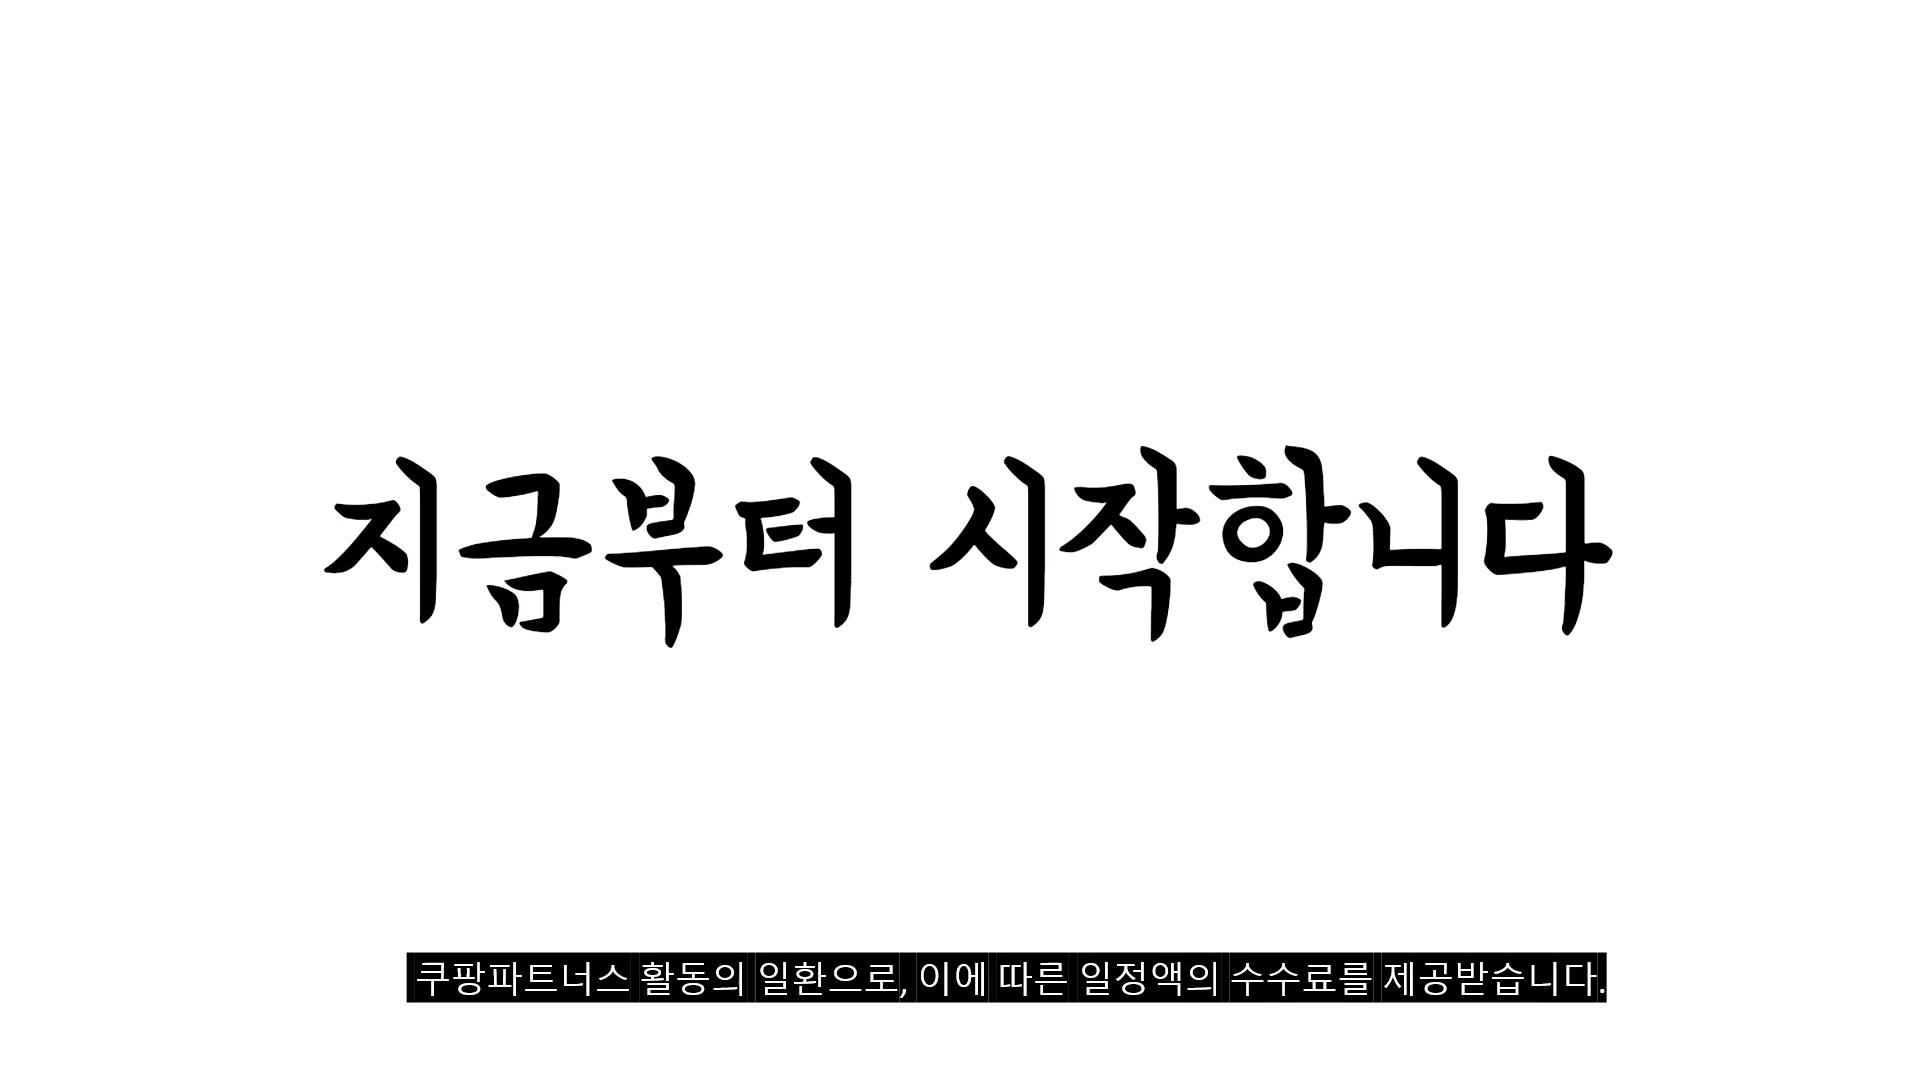 지금부터 시작합니다
쿠팡파트너스 활동의 일환으로, 이에 따른 일정액의 수수료를 제공받습니다.